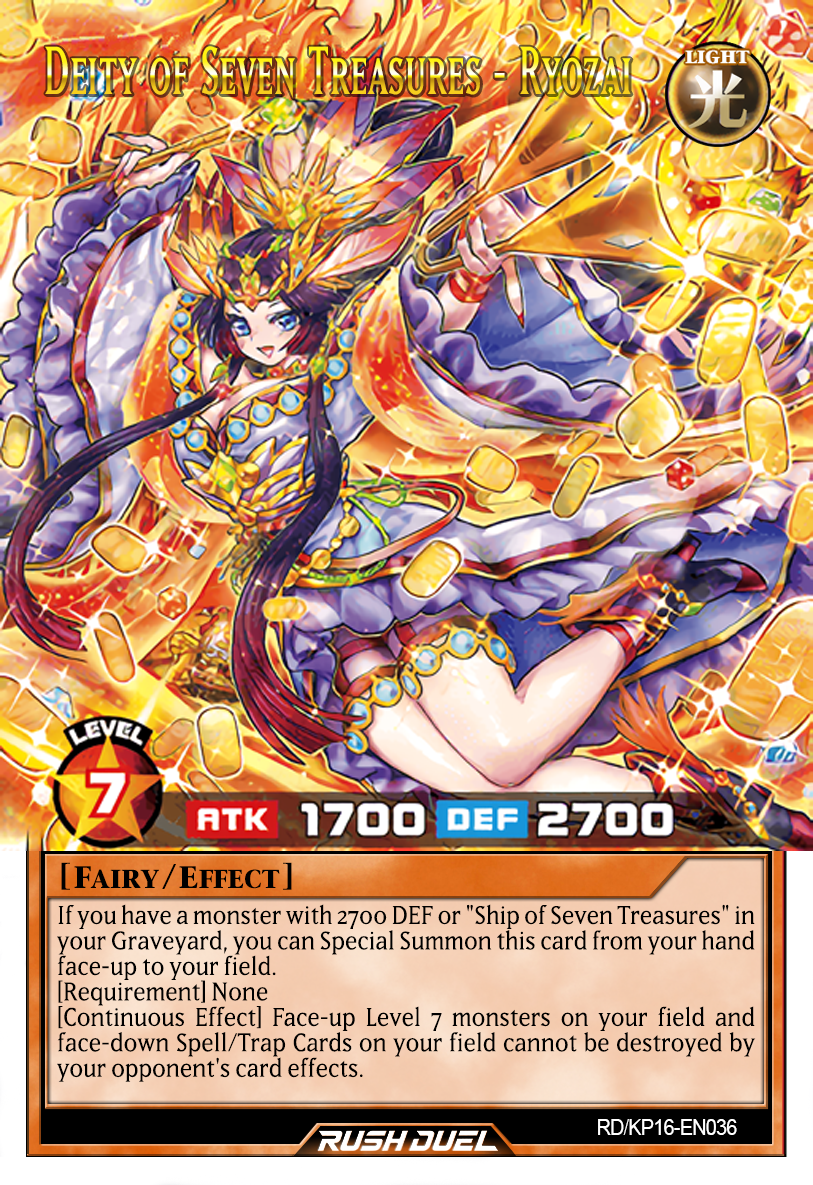 Deity of Seven Treasures - Ryozai
LIGHT
光
LEVEL
7
ATK 1700 DEF 2700
[Fairy/Effect]
If you have a monster with 2700 DEF or "Ship of Seven Treasures" in
your Graveyard, you can Special Summon this card from your hand
face-up to your field.
[Requirement] None
[Continuous Effect] Face-up Level 7 monsters on your field and
face-down Spell/Trap Cards on your field cannot be destroyed by
your opponent's card effects.
RD/KP16-EN036
RUSH DUEL